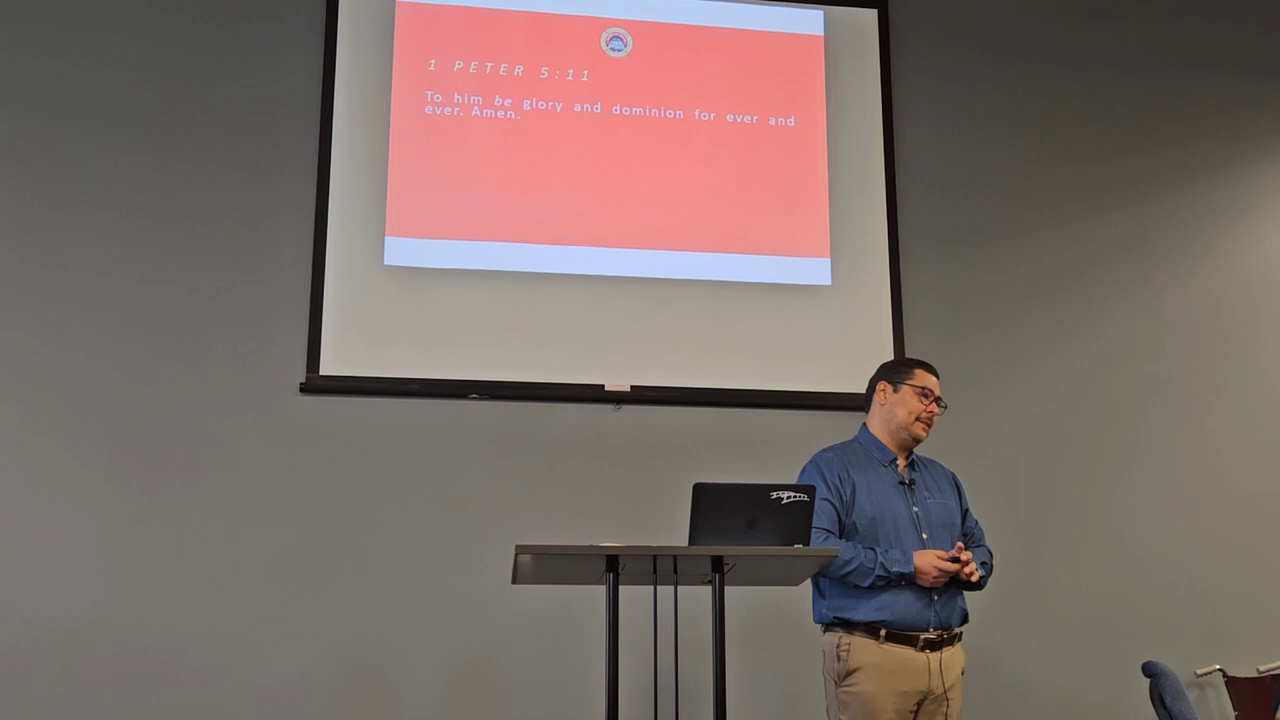 1 PETER 5:11
To him be glory and dominion for ever and
ever. Amen.